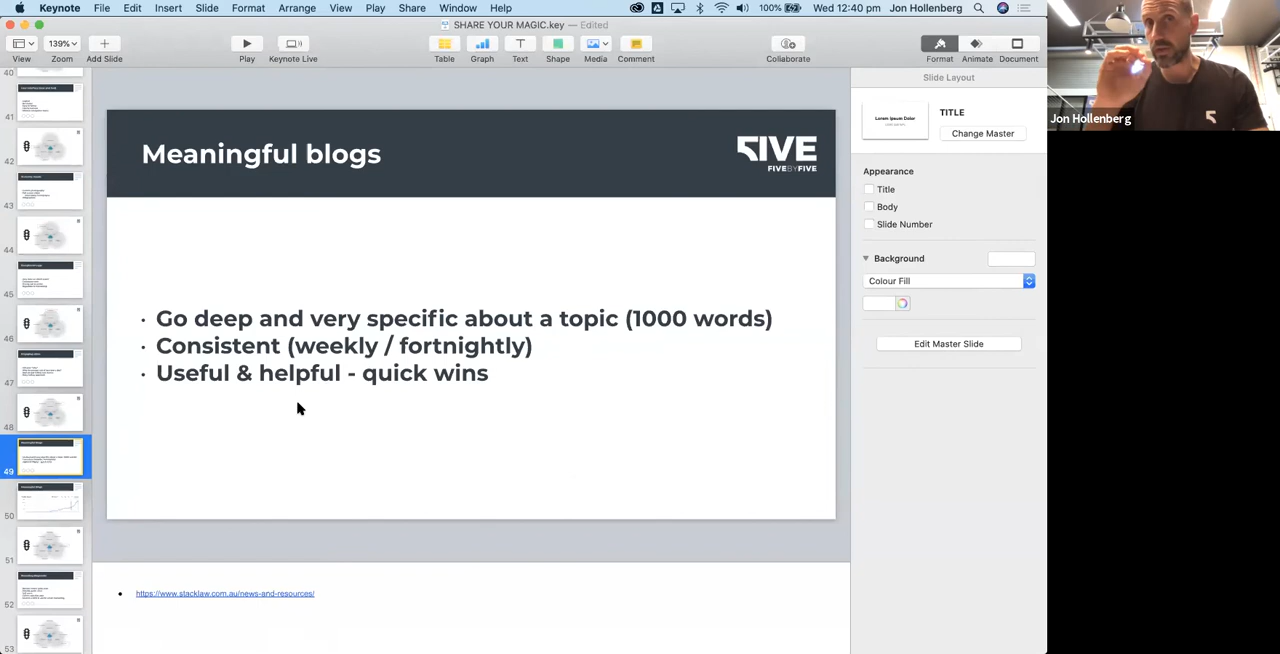 Keynote File Edit Insert Slide Format Arrange View Play Share Window Help 100% Wed 12:40 pm Jon Hollenberg
SHARE YOUR MAGIC.key — Edited
139%
View Zoom Add Slide Play Keynote Live Table Graph Text Shape Media Comment Collaborate Format Animate Document
40
41
42
43
44
45
46
47
48
49
50
51
52
53
Meaningful blogs
FIVE
FIVEBYFIVE
· Go deep and very specific about a topic (1000 words)
· Consistent (weekly / fortnightly)
· Useful & helpful - quick wins
• https://www.stacklaw.com.au/news-and-resources/
Slide Layout
Lorem Ipsum Dolor
TITLE
Change Master
Appearance
Title
Body
Slide Number
Background
Colour Fill
Edit Master Slide
Jon Hollenberg